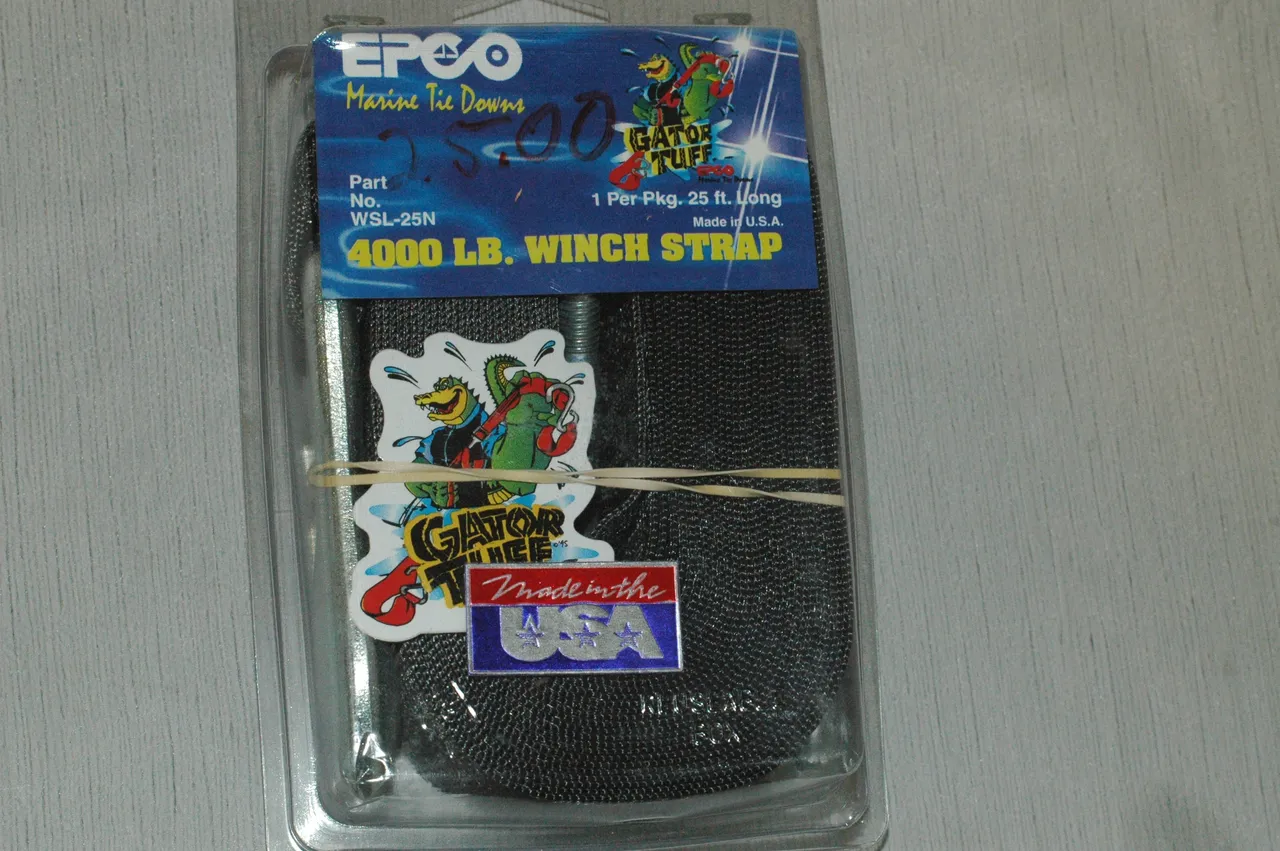 EPCO
Marine Tie Downs
25.00
GATOR
TUFF
EPCO
Part
No.
WSL-25N
1 Per Pkg. 25 ft. Long
Made in U.S.A.
4000 LB. WINCH STRAP
GATOR
TUFF
Made in the
USA